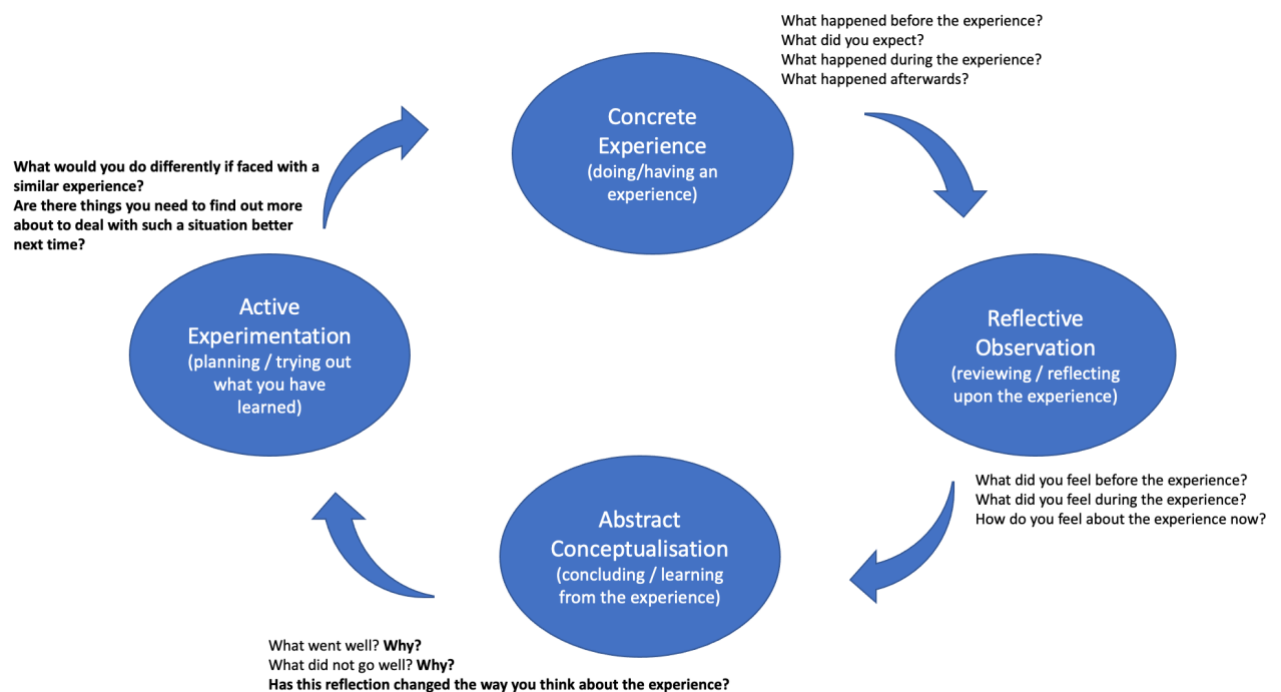 What happened before the experience?
What did you expect?
What happened during the experience?
What happened afterwards?
Concrete
Experience
(doing/having an
experience)
What would you do differently if faced with a
similar experience?
Are there things you need to find out more
about to deal with such a situation better
next time?
Active
Experimentation
(planning / trying out
what you have
learned)
Reflective
Observation
(reviewing / reflecting
upon the experience)
What did you feel before the experience?
What did you feel during the experience?
How do you feel about the experience now?
Abstract
Conceptualisation
(concluding / learning
from the experience)
What went well? Why?
What did not go well? Why?
Has this reflection changed the way you think about the experience?